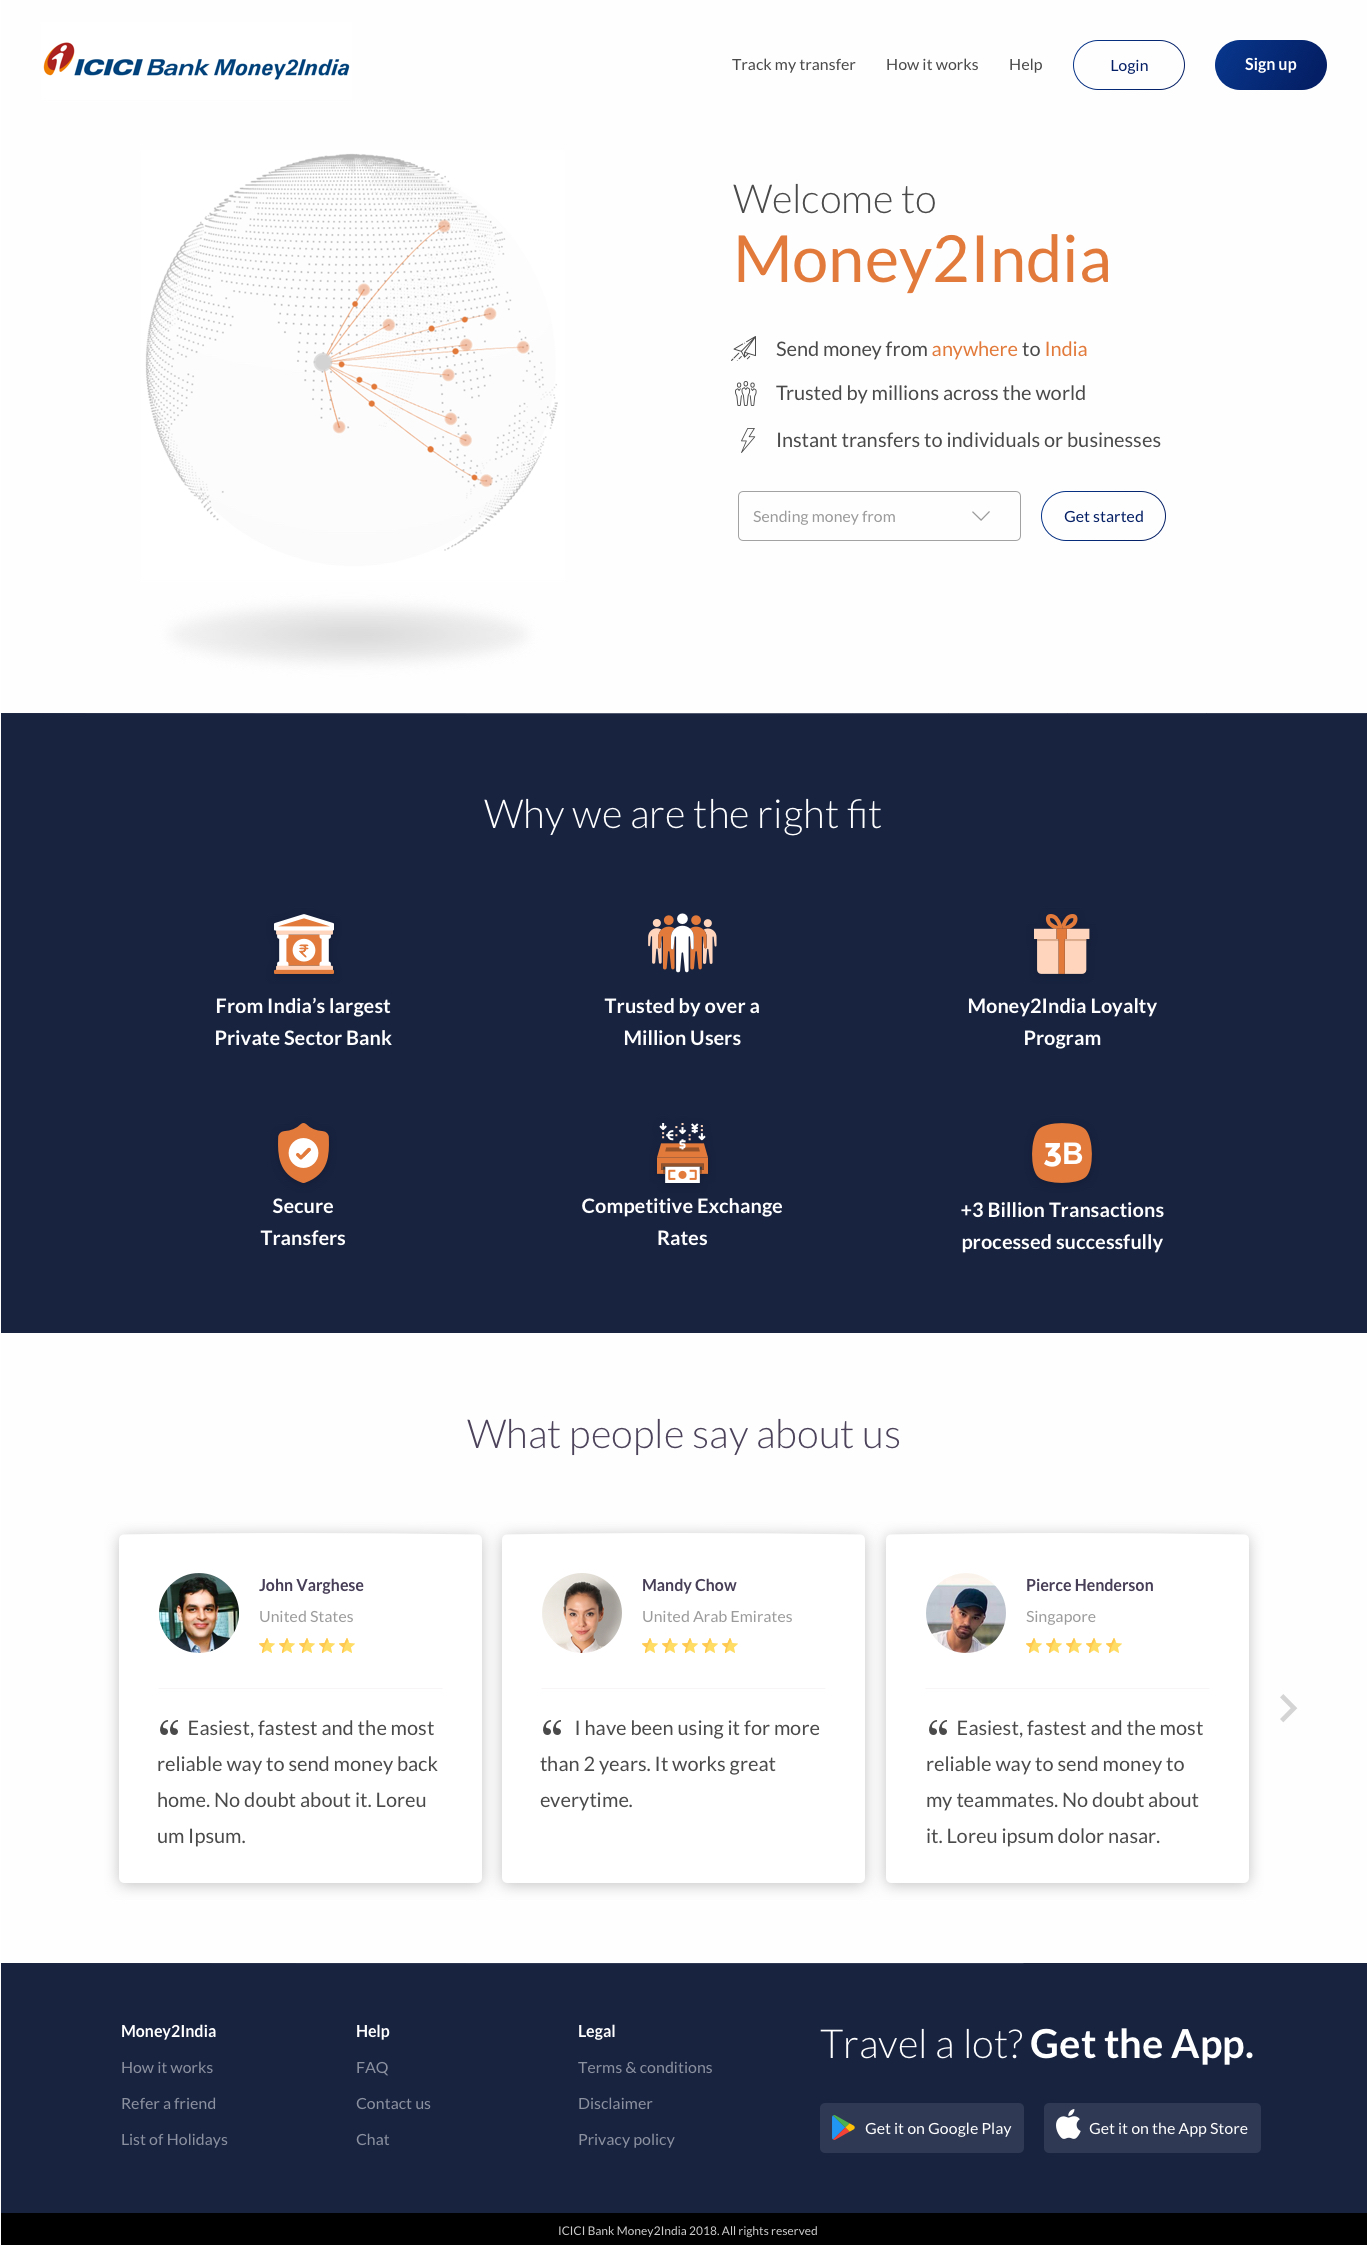 ICICI Bank Money2India
Track my transfer
How it works
Help
Login
Sign up
Welcome to
Money2India
Send money from anywhere to India
Trusted by millions across the world
Instant transfers to individuals or businesses
Sending money from
Get started
Why we are the right fit
₹
From India’s largest
Private Sector Bank
Trusted by over a
Million Users
Money2India Loyalty
Program
Secure
Transfers
€ ¥
$
Competitive Exchange
Rates
3B
+3 Billion Transactions
processed successfully
What people say about us
John Varghese
United States
“ Easiest, fastest and the most
reliable way to send money back
home. No doubt about it. Loreu
um Ipsum.
Mandy Chow
United Arab Emirates
“ I have been using it for more
than 2 years. It works great
everytime.
Pierce Henderson
Singapore
“ Easiest, fastest and the most
reliable way to send money to
my teammates. No doubt about
it. Loreu ipsum dolor nasar.
Money2India
How it works
Refer a friend
List of Holidays
Help
FAQ
Contact us
Chat
Legal
Terms & conditions
Disclaimer
Privacy policy
Travel a lot? Get the App.
Get it on Google Play
Get it on the App Store
ICICI Bank Money2India 2018. All rights reserved